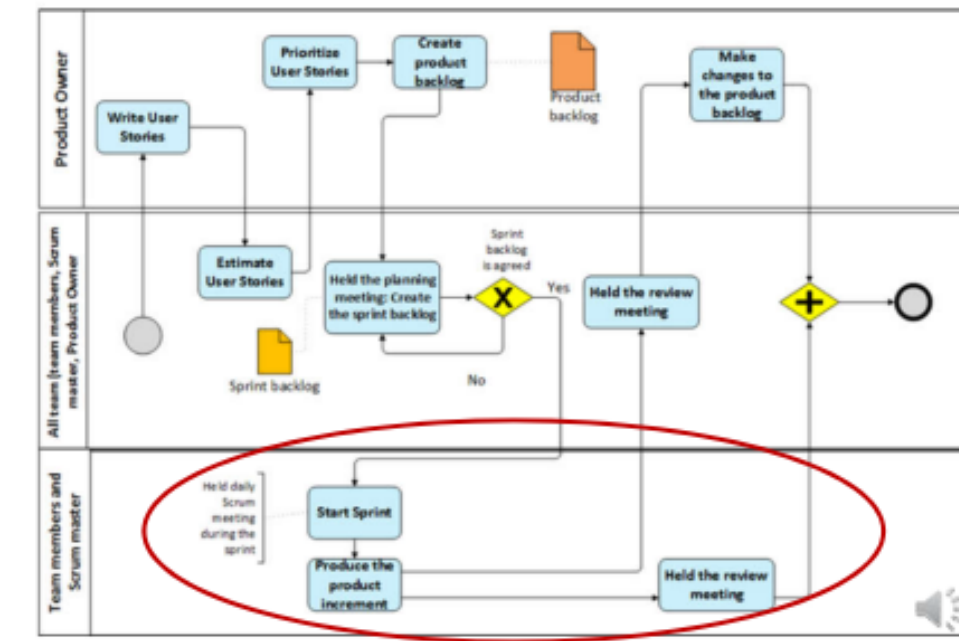 Product Owner
Write User
Stories
Prioritize
User Stories
Create
product
backlog
Product
backlog
Make
changes to
the product
backlog
All team (team members, Scrum
master, Product Owner
Estimate
User Stories
Sprint backlog
Held the planning
meeting: Create
the sprint backlog
Sprint
backlog
is agreed
X
Yes
No
Held the review
meeting
Team members and
Scrum master
Held daily
Scrum
meeting
during the
sprint
Start Sprint
Produce the
product
increment
Held the review
meeting